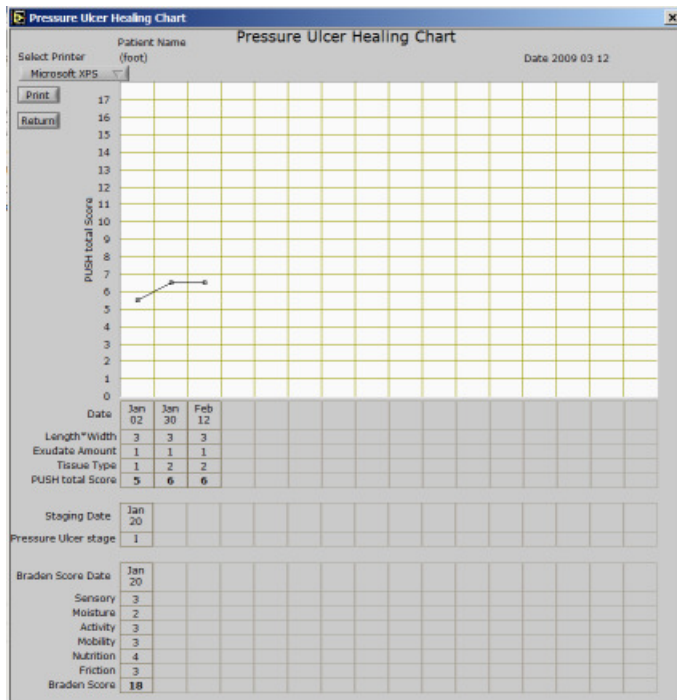 Pressure Ulcer Healing Chart
Patient Name
Pressure Ulcer Healing Chart
Select Printer
(foot)
Date 2009 03 12
Microsoft XPS
Print
Return
17
16
15
14
13
12
11
10
9
8
7
6
5
4
3
2
1
0
PUSH total Score
Date Jan 02 Jan 30 Feb 12
Length*Width 3 3 3
Exudate Amount 1 1 1
Tissue Type 1 2 2
PUSH total Score 5 6 6
Staging Date Jan 20
Pressure Ulcer stage 1
Braden Score Date Jan 20
Sensory 3
Moisture 2
Activity 3
Mobility 3
Nutrition 4
Friction 3
Braden Score 18